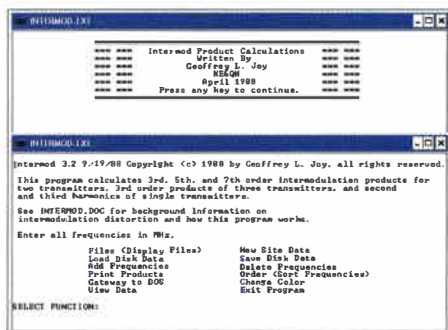 INTERMOD.TXT
Intermod Product Calculations
Written By
Geoffrey L. Joy
KE8QN
April 1988
Press any key to continue.
INTERMOD.TXT
Intermod 3.2 9/19/88 Copyright (c) 1988 by Geoffrey L. Joy, all rights reserved.
This program calculates 3rd, 5th, and 7th order intermodulation products for
two transmitters, 3rd order products of three transmitters, and second
and third harmonics of single transmitters.
See INTERMOD.DOC for background information on
intermodulation distortion and how this program works.
Enter all frequencies in MHz.
Files (Display Files) New Site Data
Load Disk Data Save Disk Data
Add Frequencies Delete Frequencies
Print Products Order (Sort Frequencies)
Gateway to DOS Change Color
View Data Exit Program
SELECT FUNCTION: